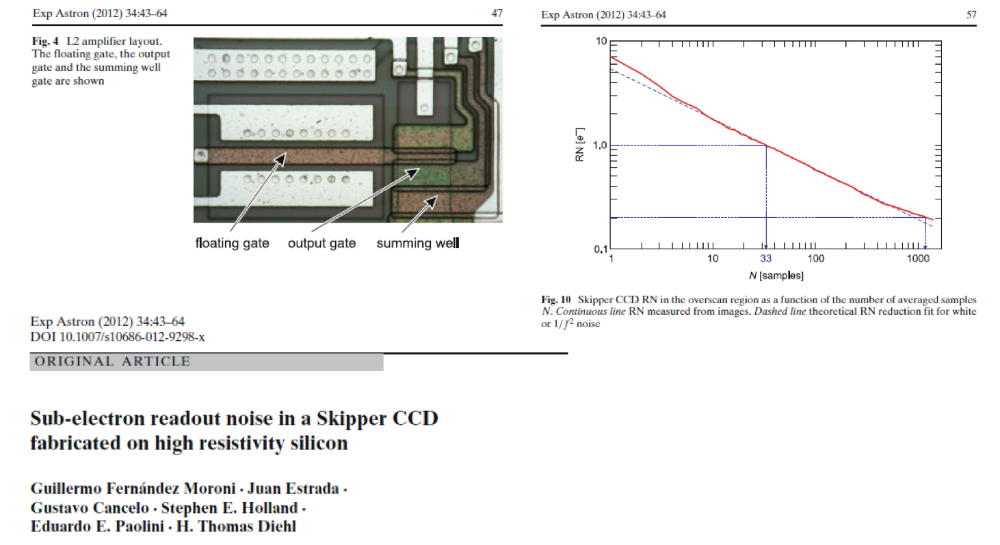 Exp Astron (2012) 34:43–64
47
Fig. 4 L2 amplifier layout.
The floating gate, the output
gate and the summing well
gate are shown
floating gate
output gate
summing well
Exp Astron (2012) 34:43–64
57
10
1.0
0.1
RN [e⁻]
1
10
33
100
1000
N [samples]
Fig. 10 Skipper CCD RN in the overscan region as a function of the number of averaged samples
N. Continuous line RN measured from images. Dashed line theoretical RN reduction fit for white
or 1/f² noise
Exp Astron (2012) 34:43–64
DOI 10.1007/s10686-012-9298-x
ORIGINAL ARTICLE
Sub-electron readout noise in a Skipper CCD
fabricated on high resistivity silicon
Guillermo Fernández Moroni · Juan Estrada ·
Gustavo Cancelo · Stephen E. Holland ·
Eduardo E. Paolini · H. Thomas Diehl